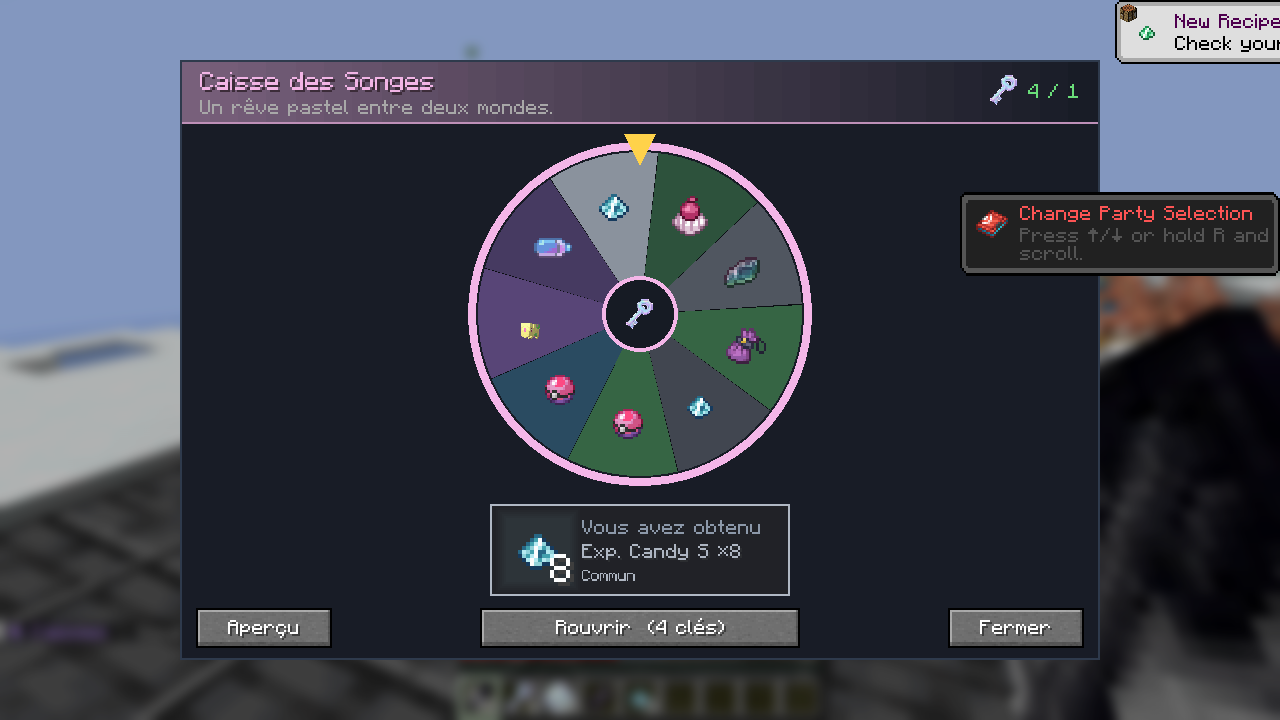 New Recipe
Check your
Caisse des Songes
Un rêve pastel entre deux mondes.
4 / 1
Change Party Selection
Press ↑/↓ or hold R and
scroll.
Vous avez obtenu
Exp. Candy S ×8
8
Commun
Aperçu
Rouvrir (4 clés)
Fermer